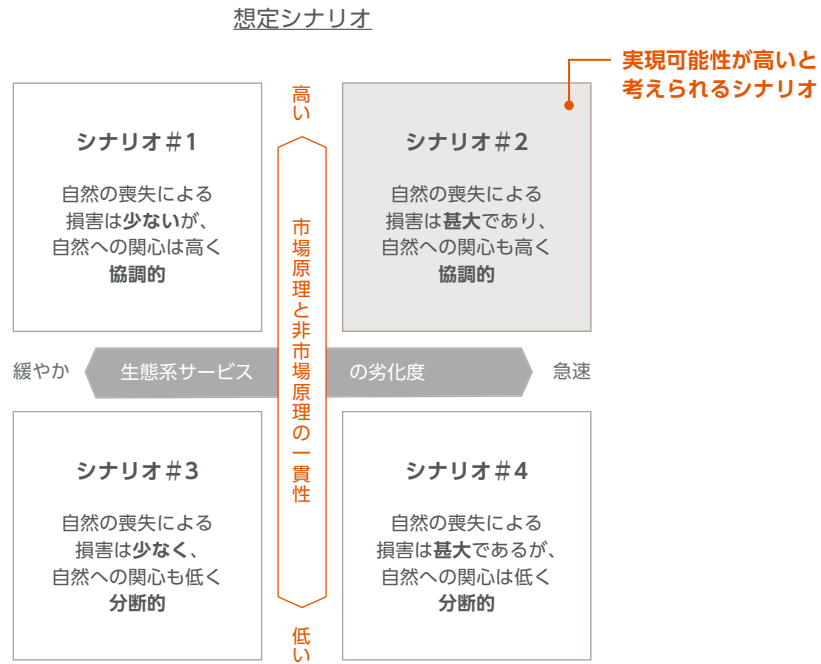 想定シナリオ
実現可能性が高いと
考えられるシナリオ
高い
シナリオ#1
自然の喪失による
損害は少ないが、
自然への関心は高く
協調的
シナリオ#2
自然の喪失による
損害は甚大であり、
自然への関心も高く
協調的
市場原理と非市場原理の一貫性
緩やか
生態系サービス
の劣化度
急速
シナリオ#3
自然の喪失による
損害は少なく、
自然への関心も低く
分断的
シナリオ#4
自然の喪失による
損害は甚大であるが、
自然への関心は低く
分断的
低い